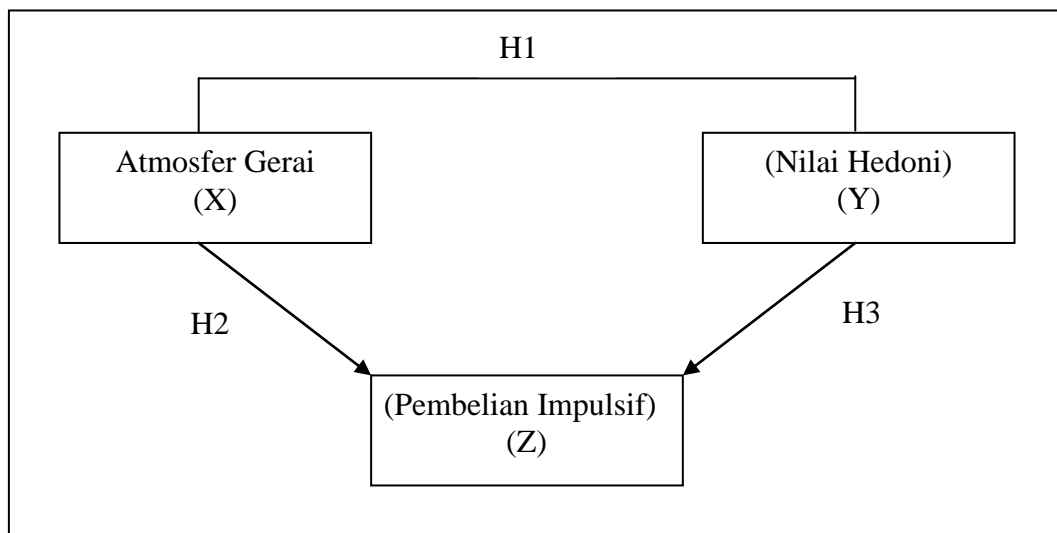 H1
Atmosfer Gerai
(X)
(Nilai Hedoni)
(Y)
H2
H3
(Pembelian Impulsif)
(Z)